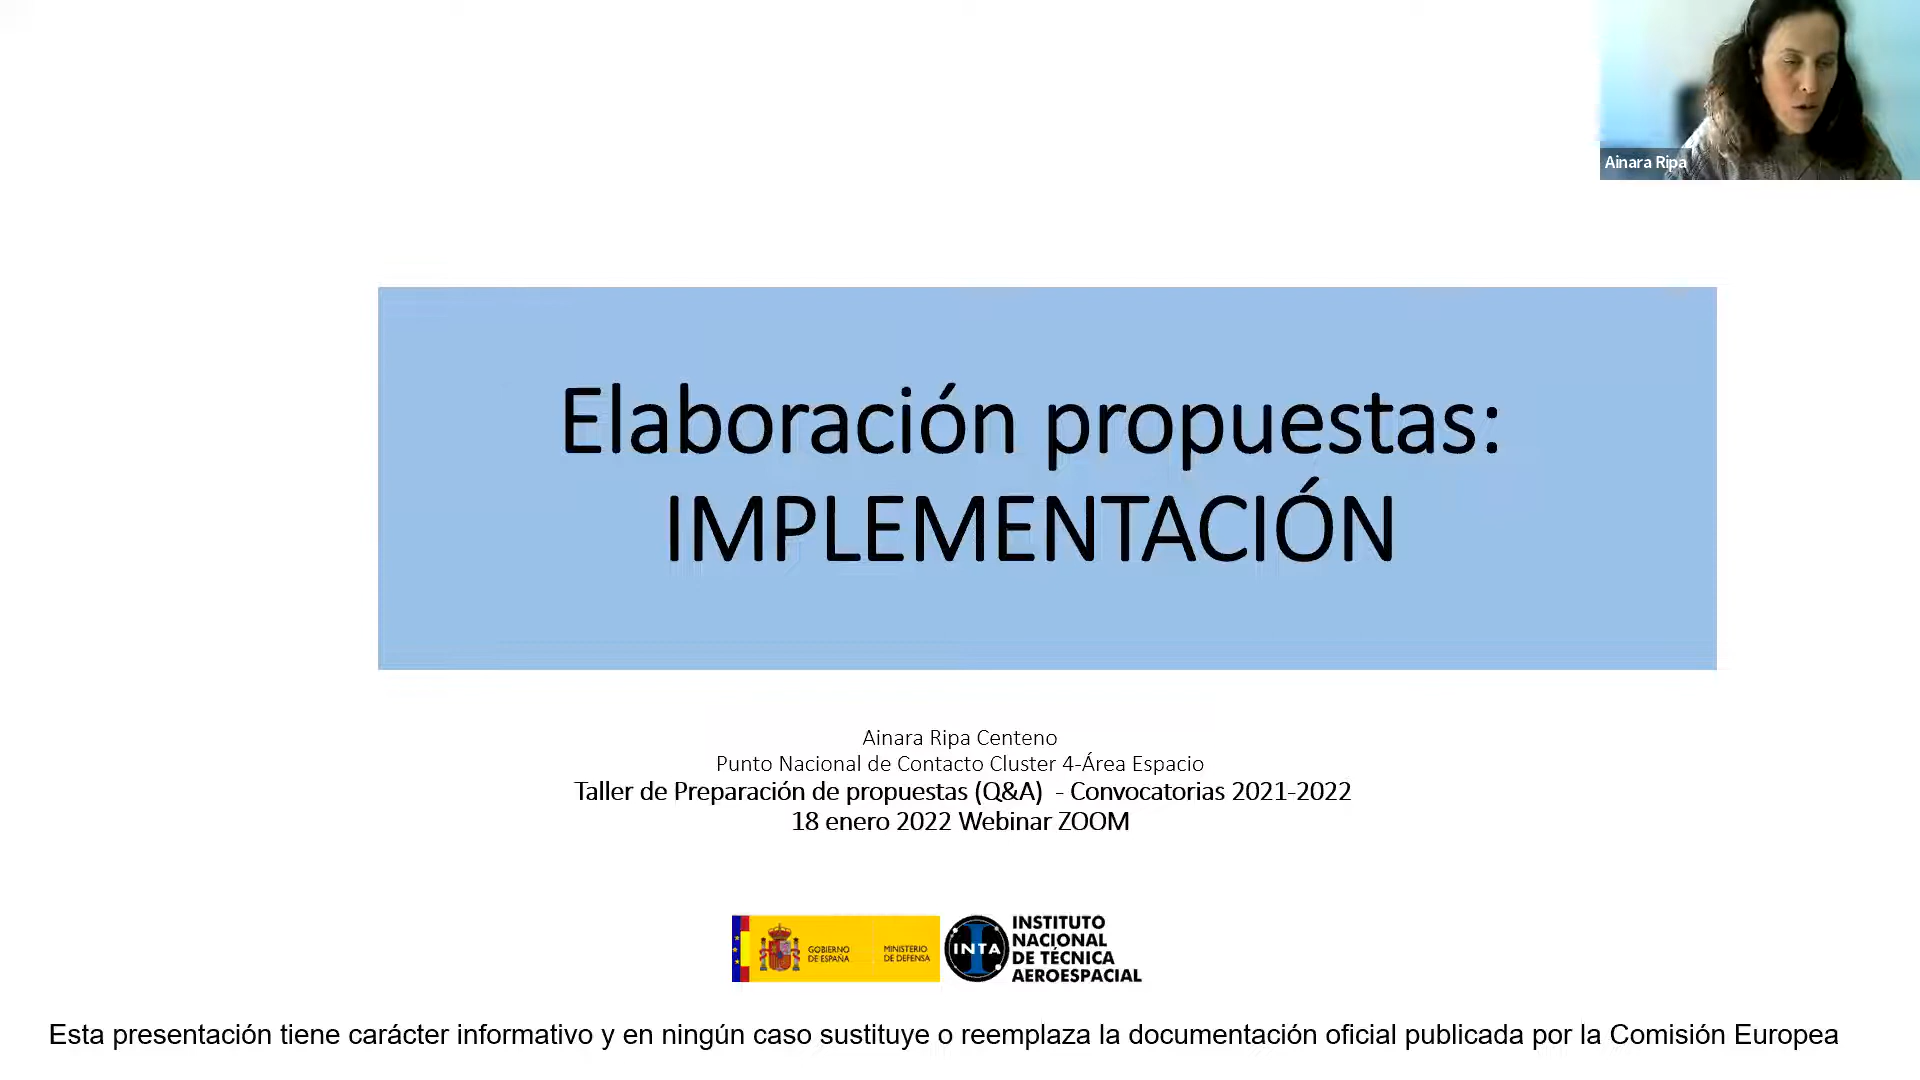 Ainara Ripa
Elaboración propuestas:
IMPLEMENTACIÓN
Ainara Ripa Centeno
Punto Nacional de Contacto Cluster 4-Área Espacio
Taller de Preparación de propuestas (Q&A)  - Convocatorias 2021-2022
18 enero 2022 Webinar ZOOM
GOBIERNO
DE ESPAÑA
MINISTERIO
DE DEFENSA
INTA
INSTITUTO
NACIONAL
DE TÉCNICA
AEROESPACIAL
Esta presentación tiene carácter informativo y en ningún caso sustituye o reemplaza la documentación oficial publicada por la Comisión Europea